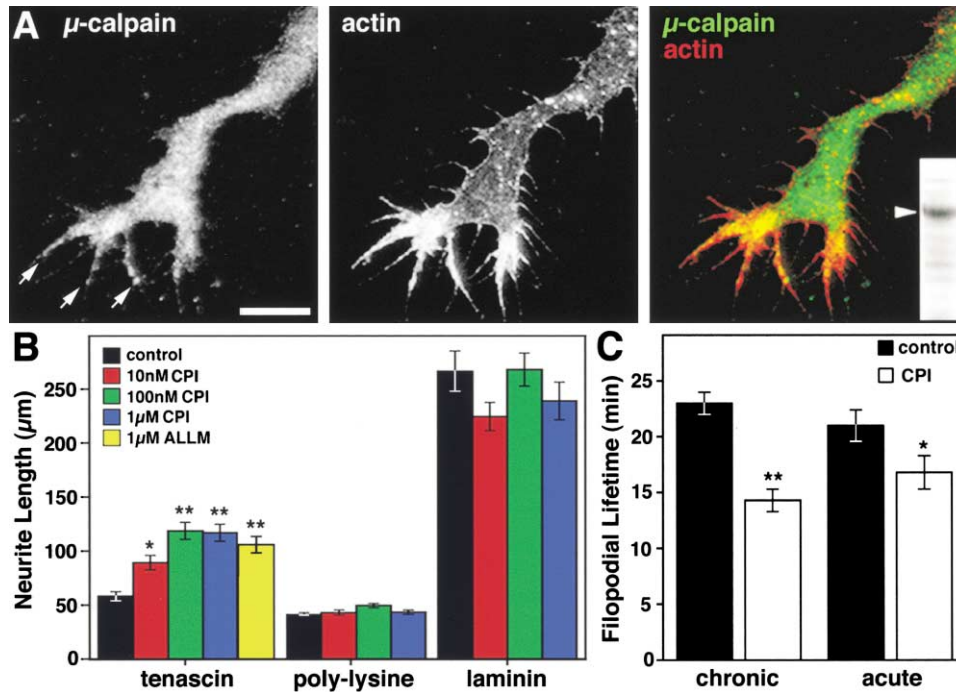 A
μ-calpain
actin
μ-calpain
actin
B
control
10nM CPI
100nM CPI
1μM CPI
1μM ALLM
Neurite Length (μm)
250
200
150
100
50
0
*
**
**
**
tenascin
poly-lysine
laminin
C
control
CPI
Filopodial Lifetime (min)
25
20
15
10
5
0
**
*
chronic
acute